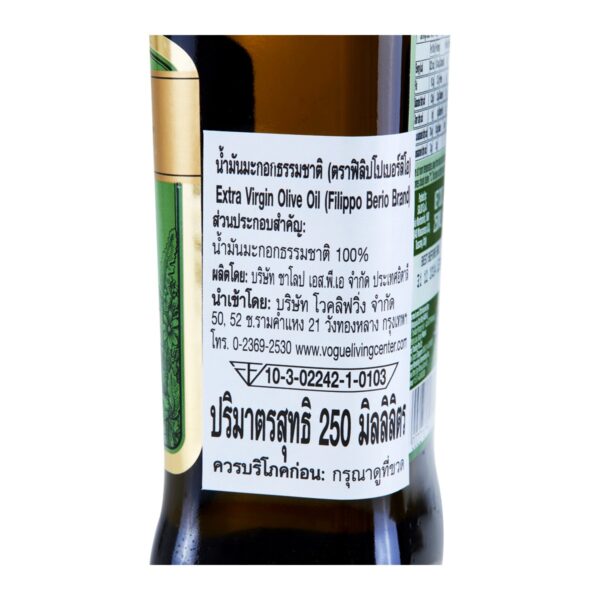 น้ำมันมะกอกธรรมชาติ (ตราฟิลิปโปเบอร์ลิโอ)
Extra Virgin Olive Oil (Filippo Berio Brand)
ส่วนประกอบสำคัญ:
น้ำมันมะกอกธรรมชาติ 100%
ผลิตโดย: บริษัท ซาโลป เอส.พี.เอ จำกัด ประเทศอิตาลี
นำเข้าโดย: บริษัท โวคลิฟวิ่ง จำกัด
50, 52 ซ.รามคำแหง 21 วังทองหลาง กรุงเทพฯ
โทร. 0-2369-2530 www.voguelivingcenter.com
10-3-02242-1-0103
ปริมาตรสุทธิ 250 มิลลิลิตร
ควรบริโภคก่อน: กรุณาดูที่ขวด